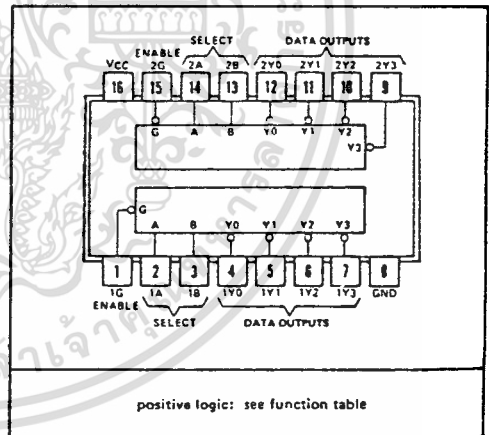 SELECT DATA OUTPUTS
ENABLE
VCC 2G 2A 2B 2Y0 2Y1 2Y2 2Y3
16 15 14 13 12 11 10 9
G A B Y0 Y1 Y2
Y3
G
A B Y0 Y1 Y2 Y3
1 2 3 4 5 6 7 8
1G 1A 1B 1Y0 1Y1 1Y2 1Y3 GND
ENABLE
SELECT DATA OUTPUTS
positive logic: see function table